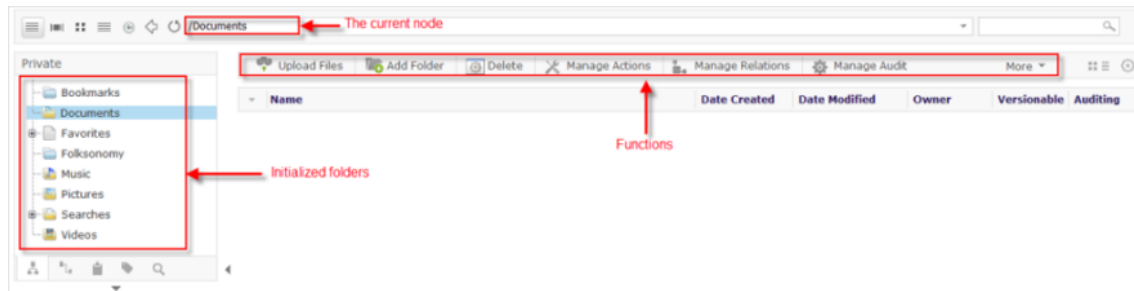 /Documents
The current node
Private
Upload Files Add Folder Delete Manage Actions Manage Relations Manage Audit More
Name Date Created Date Modified Owner Versionable Auditing
Bookmarks
Documents
Favorites
Folksonomy
Music
Pictures
Searches
Videos
Functions
Initialized folders